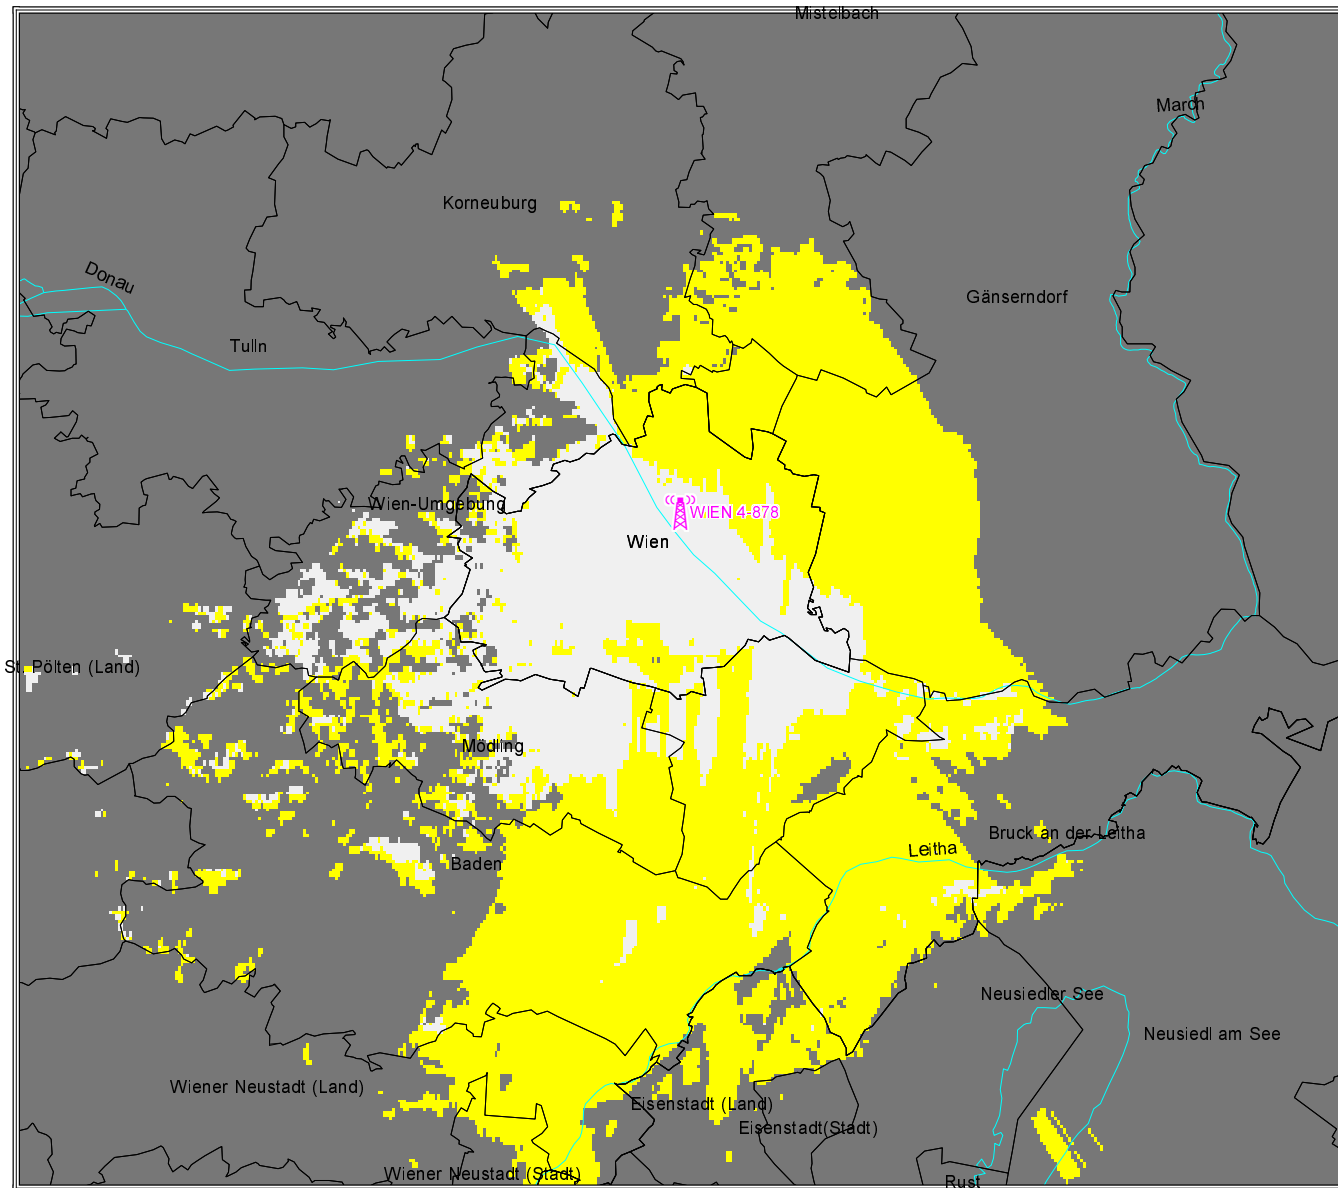 Mistelbach
March
Korneuburg
Donau
Gänserndorf
Tulln
Wien-Umgebung
WIEN 4-878
Wien
St. Pölten (Land)
Mödling
Bruck an der Leitha
Leitha
Baden
Neusiedler See
Neusiedl am See
Wiener Neustadt (Land)
Eisenstadt (Land)
Eisenstadt(Stadt)
Wiener Neustadt (Stadt)
Rust